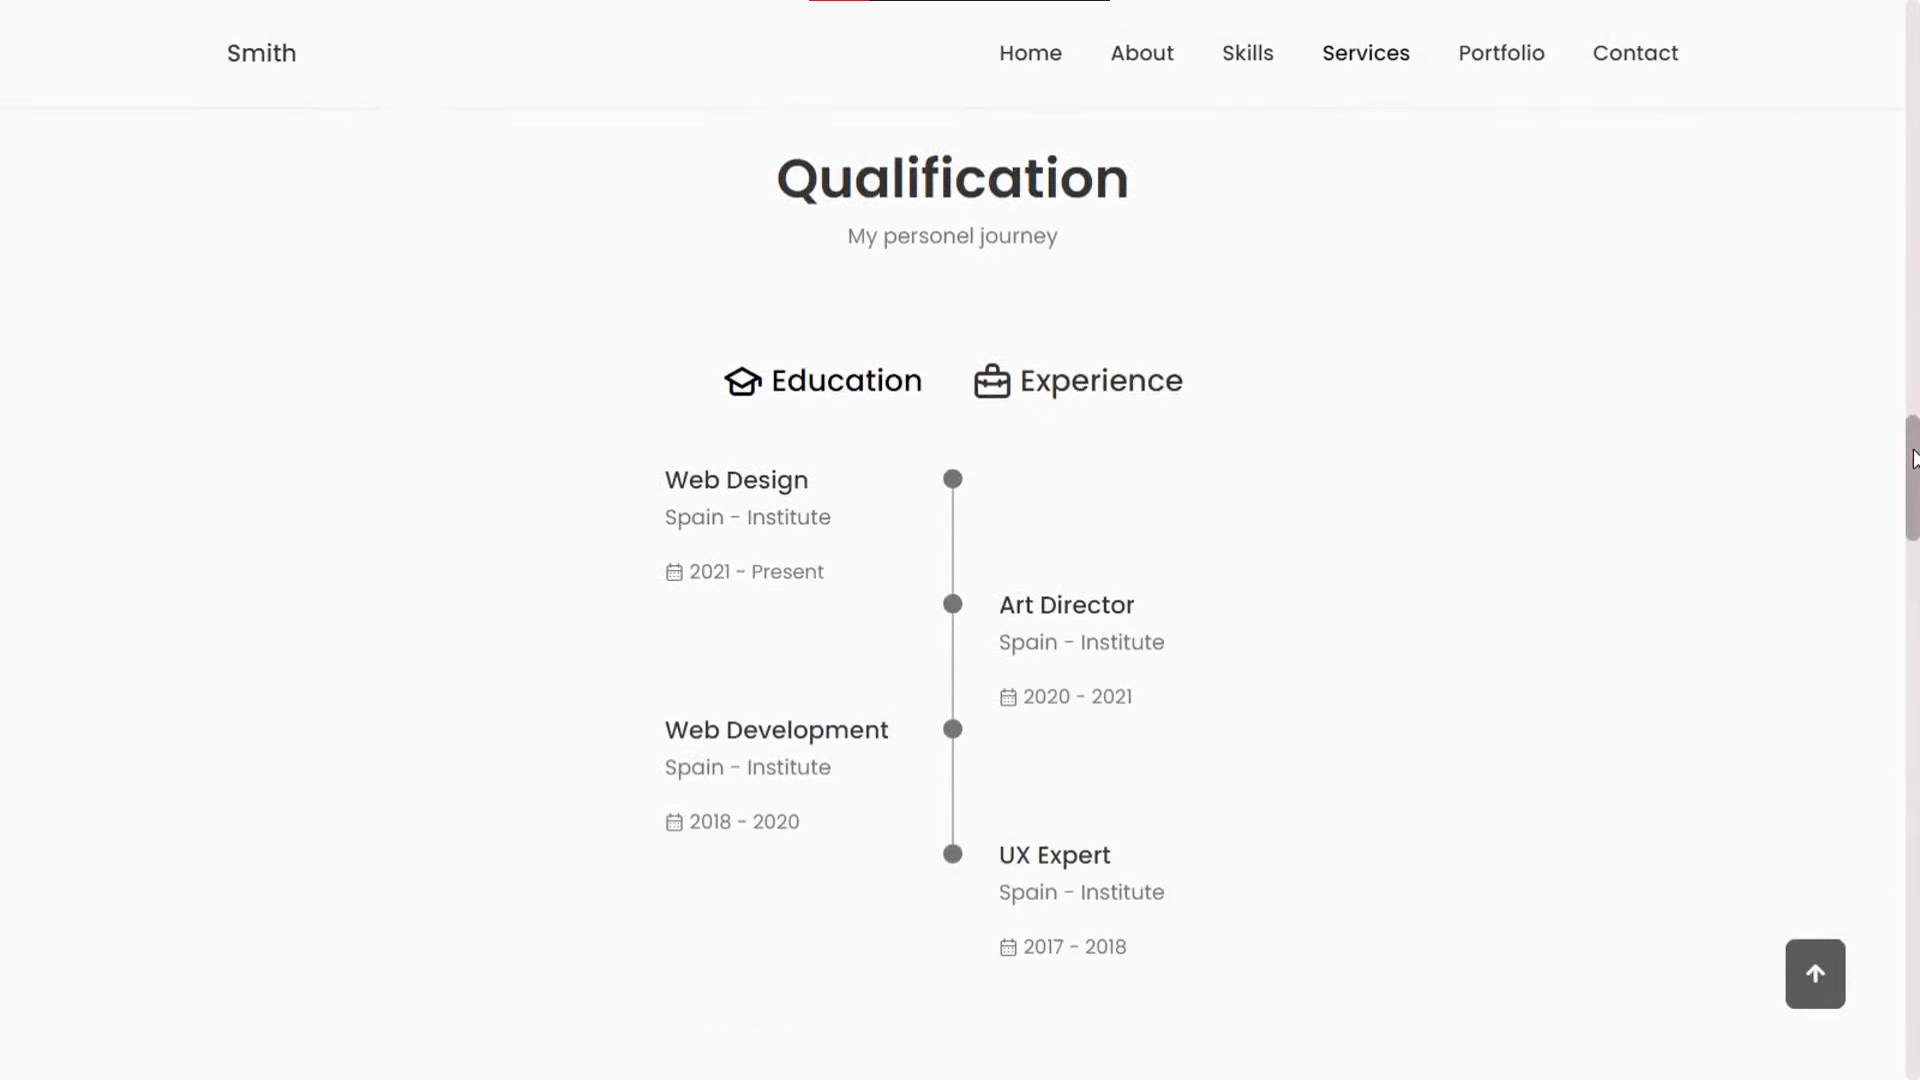 Smith
Home About Skills Services Portfolio Contact
Qualification
My personel journey
Education Experience
Web Design
Spain - Institute
2021 - Present
Art Director
Spain - Institute
2020 - 2021
Web Development
Spain - Institute
2018 - 2020
UX Expert
Spain - Institute
2017 - 2018